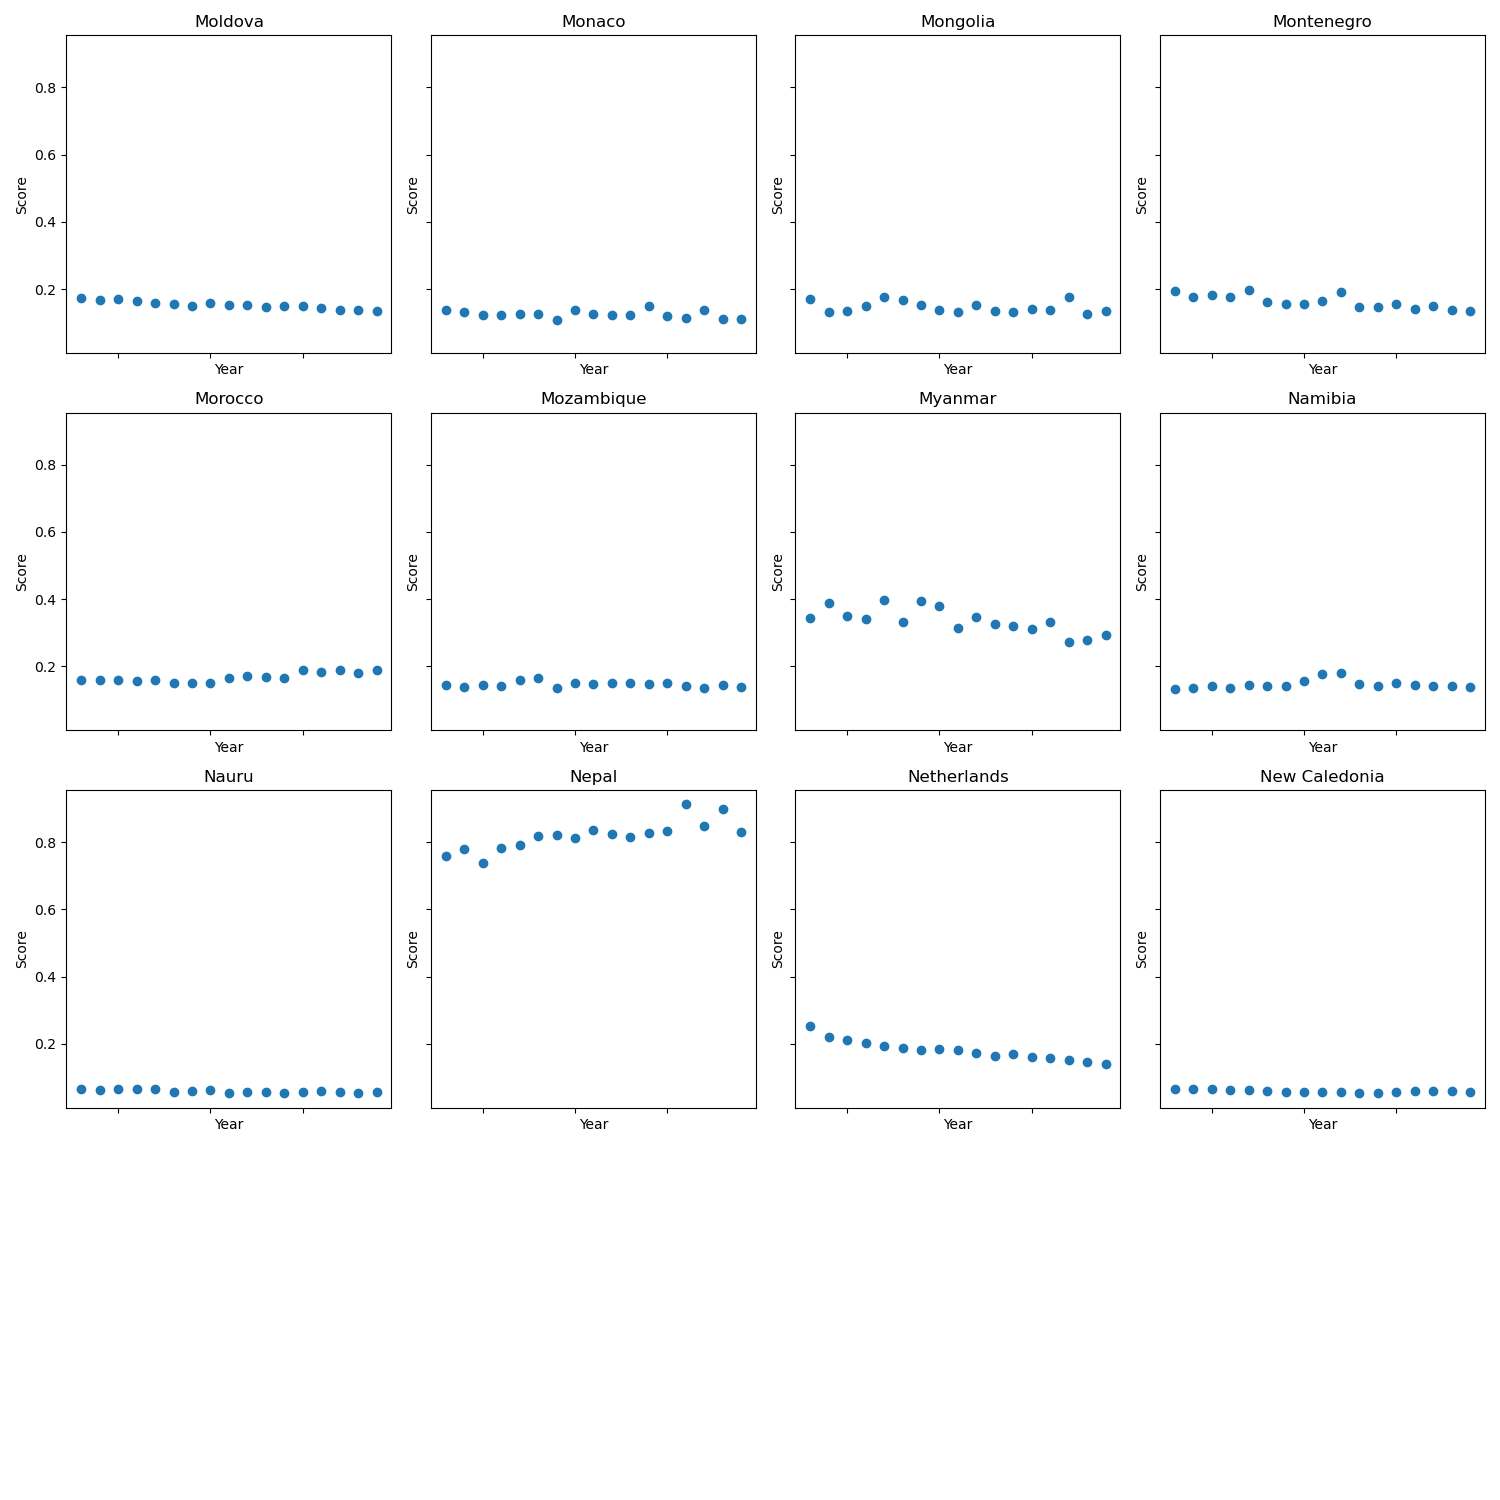 Moldova
Monaco
Mongolia
Montenegro
0.8
0.6
0.4
0.2
Score
Score
Score
Score
Year
Year
Year
Year
Morocco
Mozambique
Myanmar
Namibia
0.8
0.6
0.4
0.2
Score
Score
Score
Score
Year
Year
Year
Year
Nauru
Nepal
Netherlands
New Caledonia
0.8
0.6
0.4
0.2
Score
Score
Score
Score
Year
Year
Year
Year